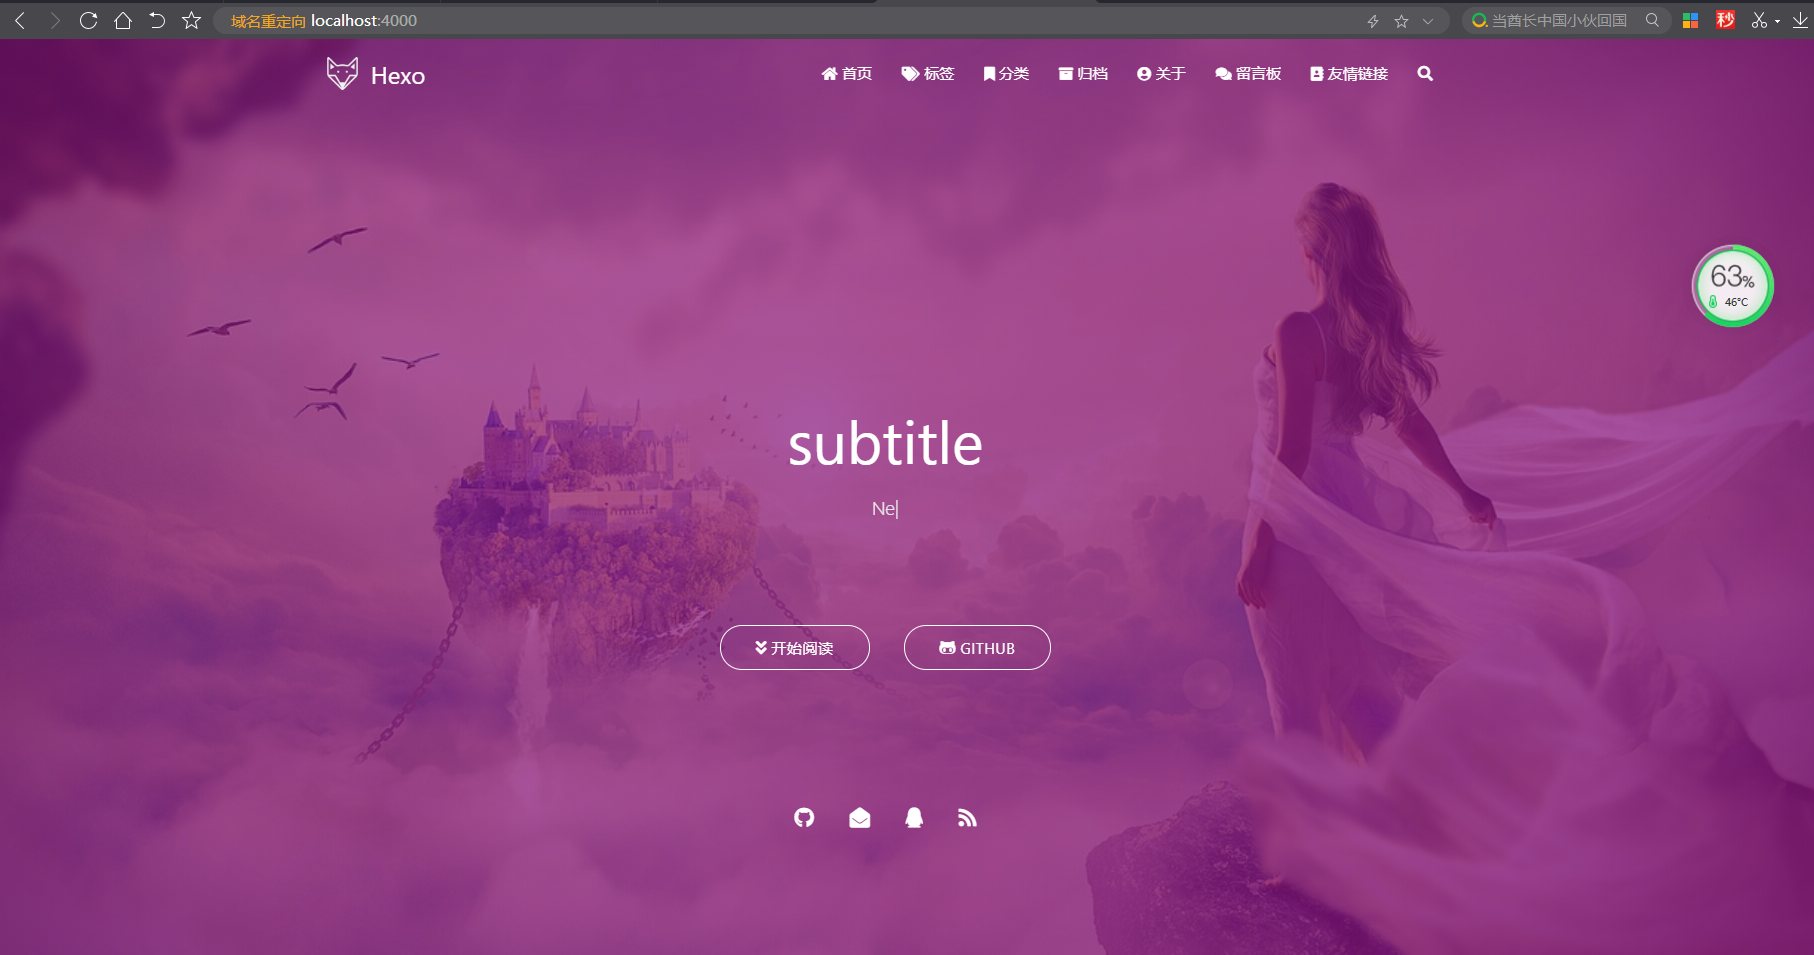 域名重定向 localhost:4000
当酋长中国小伙回国
秒
Hexo
首页 标签 分类 归档 关于 留言板 友情链接
63%
46°C
subtitle
Ne|
开始阅读 GITHUB